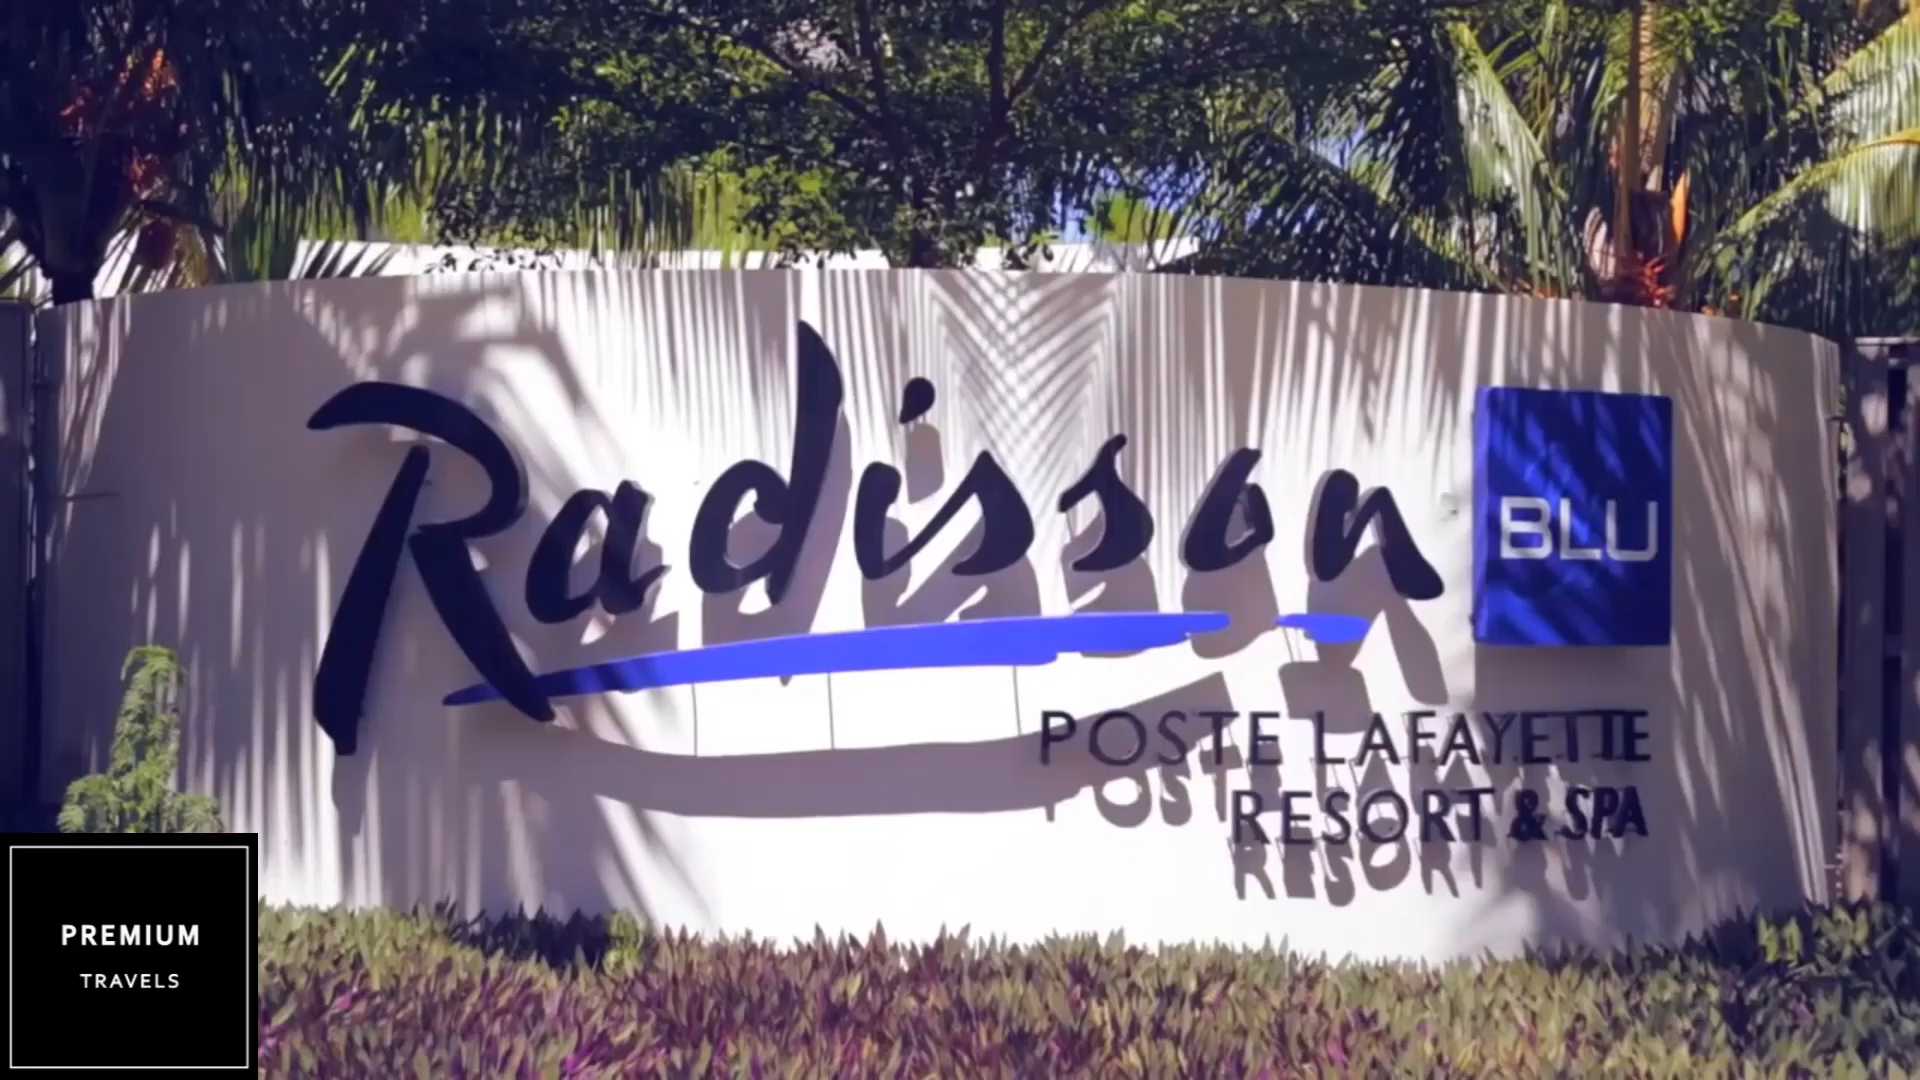 Radisson BLU
POSTE LAFAYETTE
RESORT & SPA
PREMIUM
TRAVELS